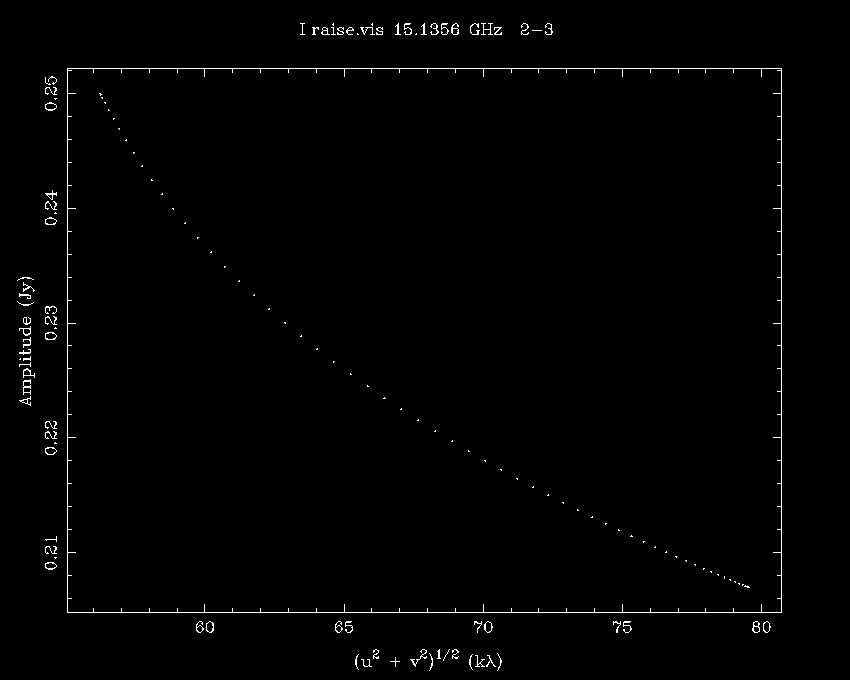 I raise.vis 15.1356 GHz 2-3
Amplitude (Jy)
0.25
0.24
0.23
0.22
0.21
60 65 70 75 80
(u² + v²)^1/2 (kλ)